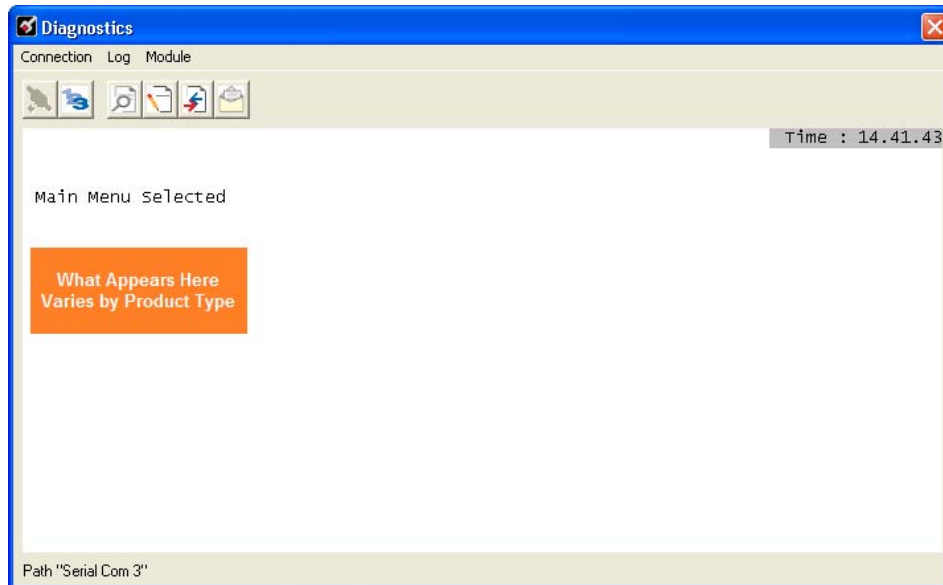 Diagnostics
Connection Log Module
Time : 14.41.43
Main Menu Selected
What Appears Here
Varies by Product Type
Path "Serial Com 3"